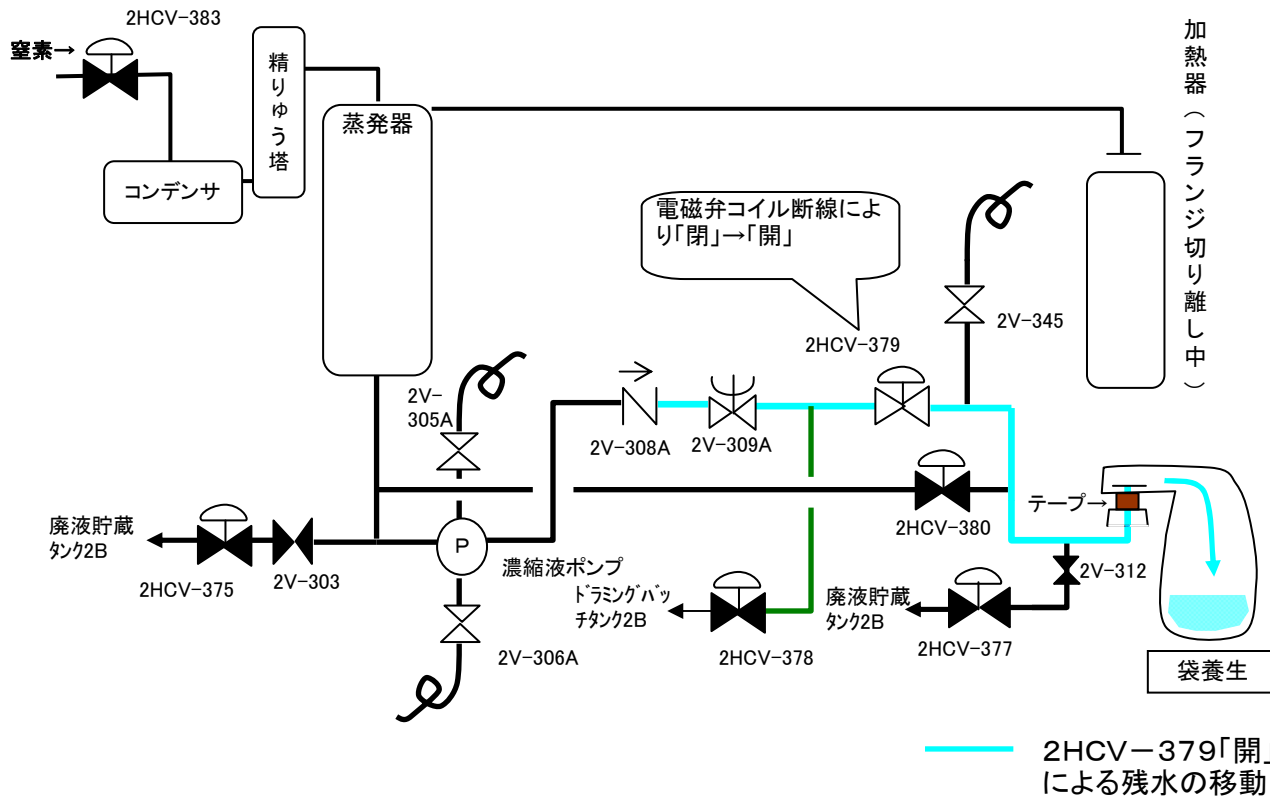 2HCV-383
窒素→
精りゅう塔
蒸発器
コンデンサ
加熱器（フランジ切り離し中）
電磁弁コイル断線によ
り「閉」→「開」
2HCV-379
2V-345
2V-
305A
2V-308A
2V-309A
2HCV-380
テープ→
廃液貯蔵
タンク2B
2HCV-375
2V-303
P
濃縮液ポンプ
ドラミングバッ
チタンク2B
2HCV-378
廃液貯蔵
タンク2B
2HCV-377
2V-312
2V-306A
袋養生
2HCV－379「開」
による残水の移動